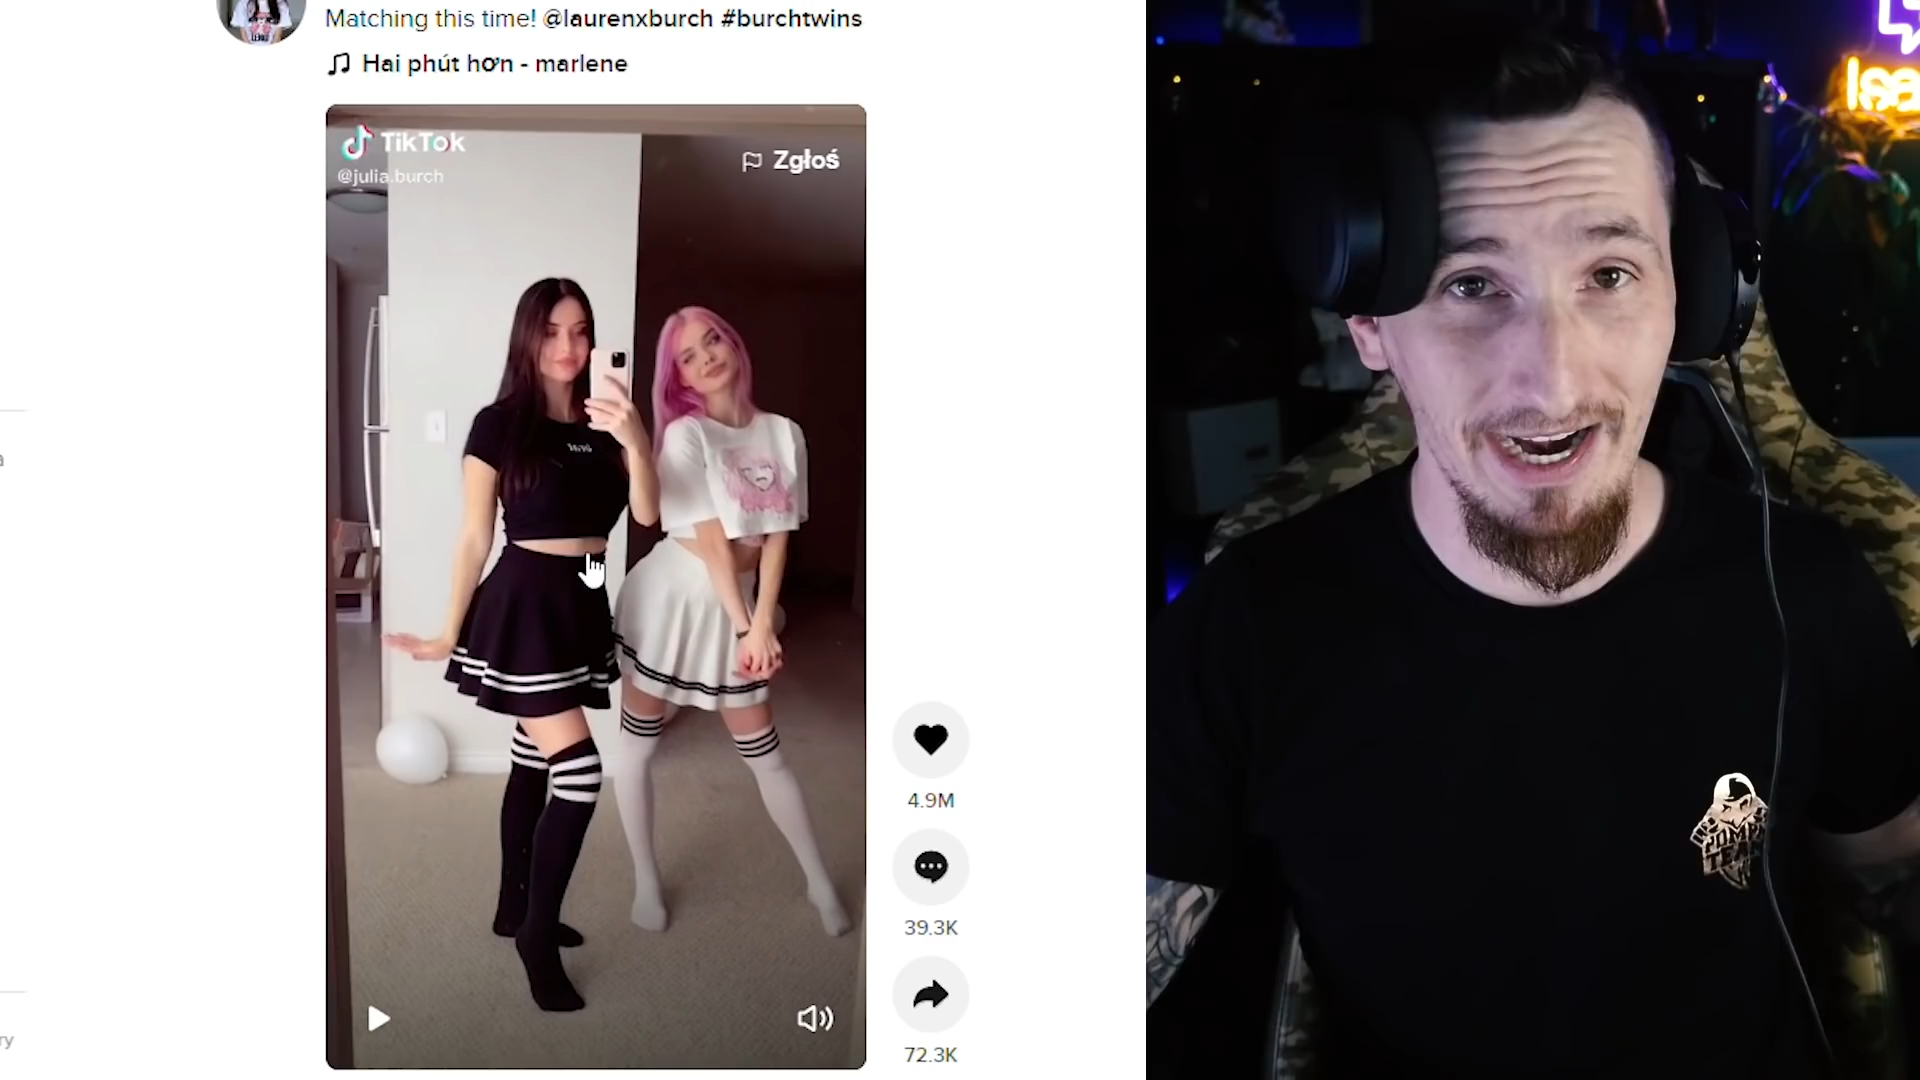 Matching this time! @laurenxburch #burchtwins
Hai phút hơn - marlene
TikTok
@julia.burch
Zgłoś
4.9M
39.3K
72.3K